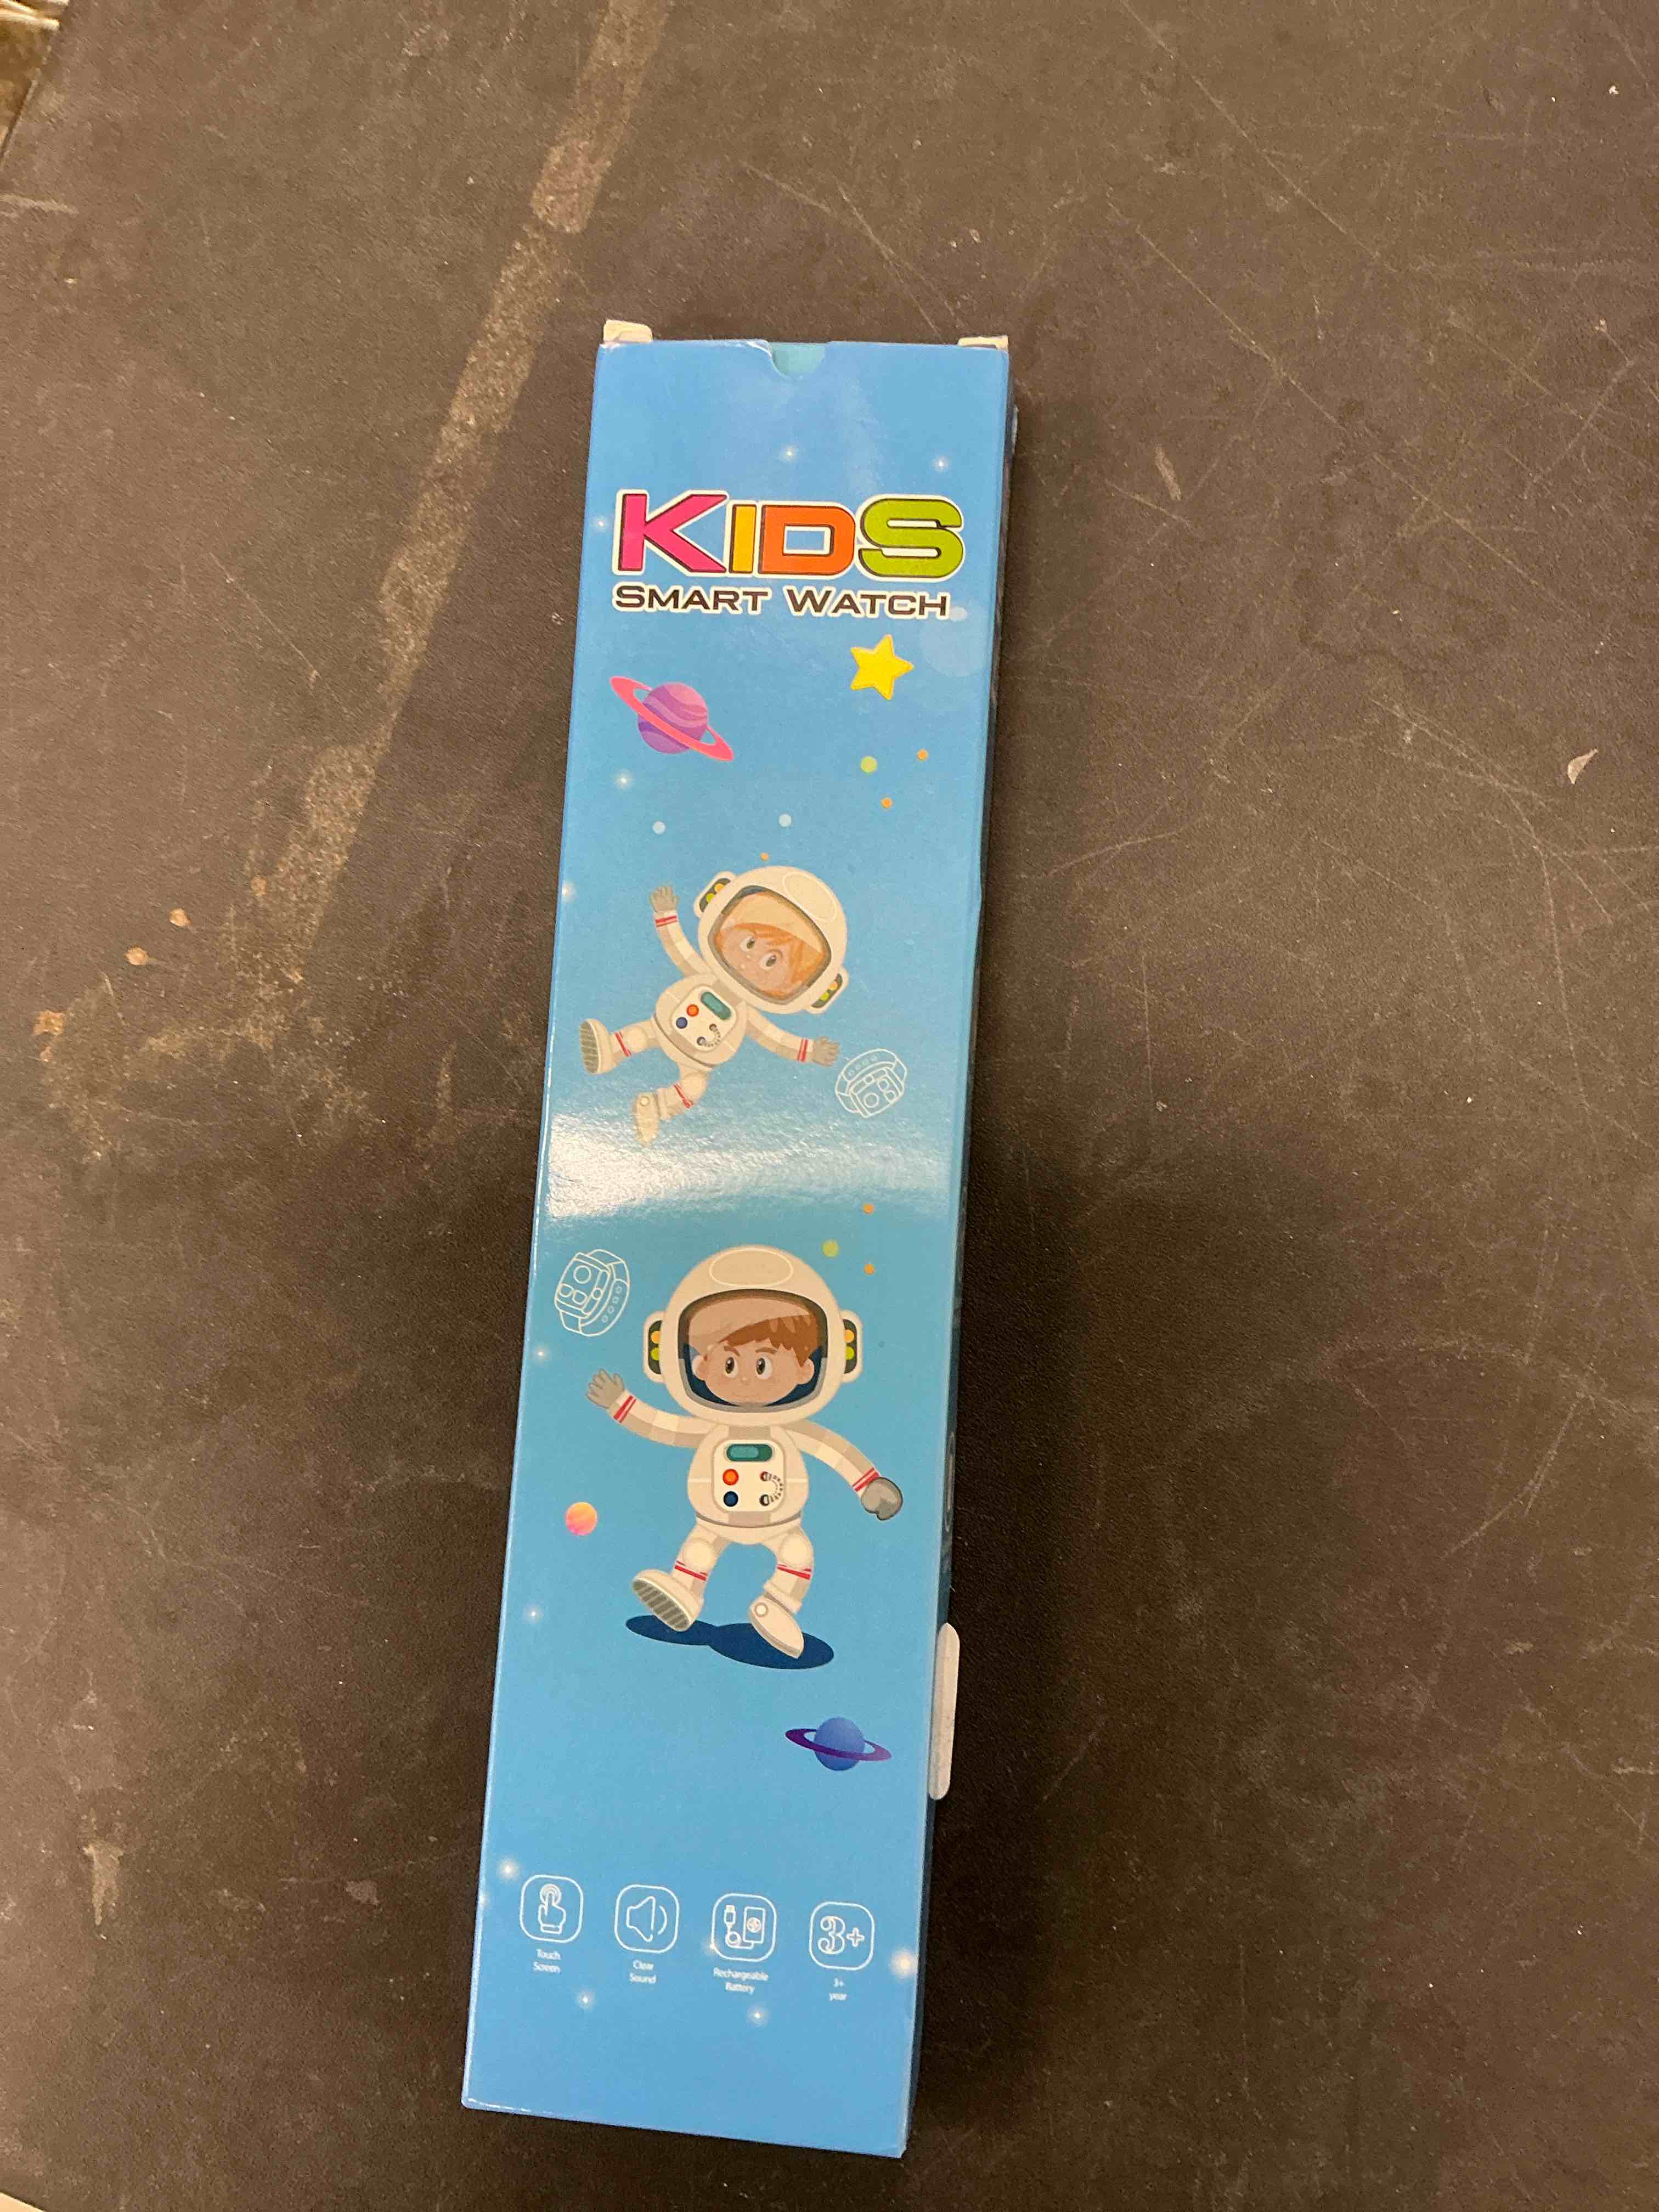 KIDS
SMART WATCH
Touch
Screen
Clear
Sound
Rechargeable
Battery
3+
3+
year